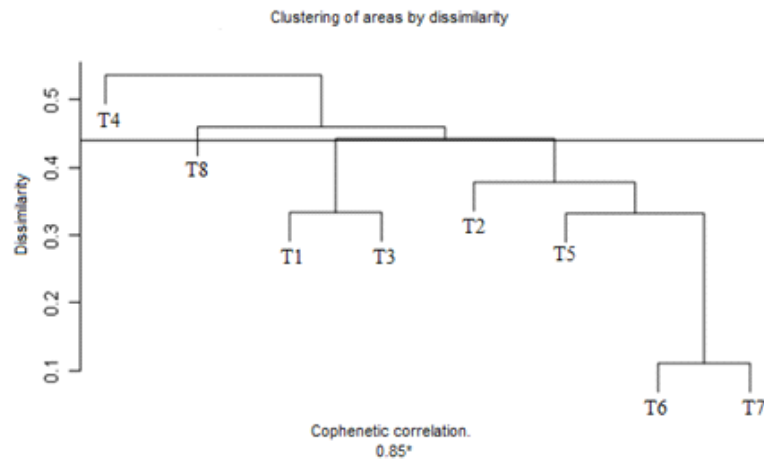 Clustering of areas by dissimilarity
Dissimilarity
0.5
0.4
0.3
0.2
0.1
T4
T8
T1
T3
T2
T5
T6
T7
Cophenetic correlation.
0.85*